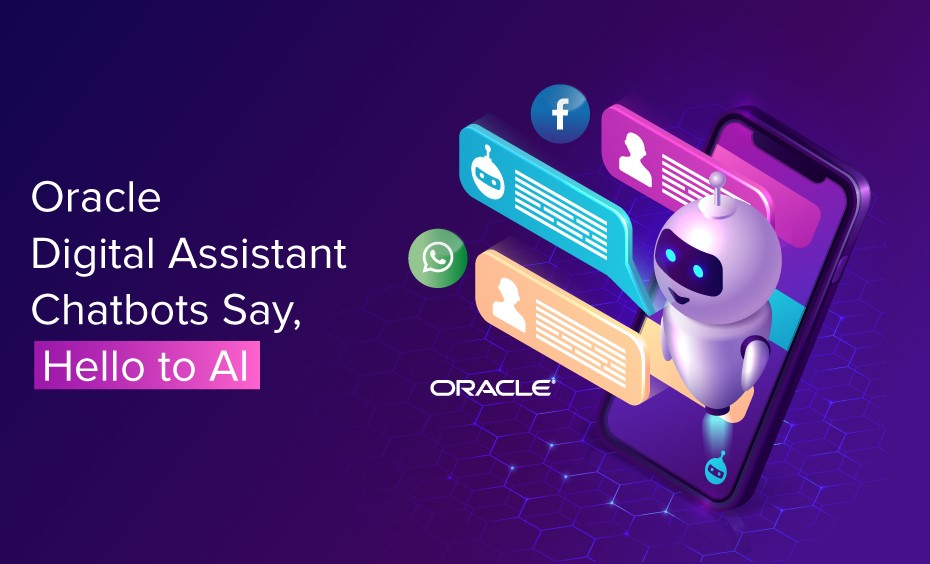 Oracle
Digital Assistant
Chatbots Say,
Hello to AI
ORACLE®